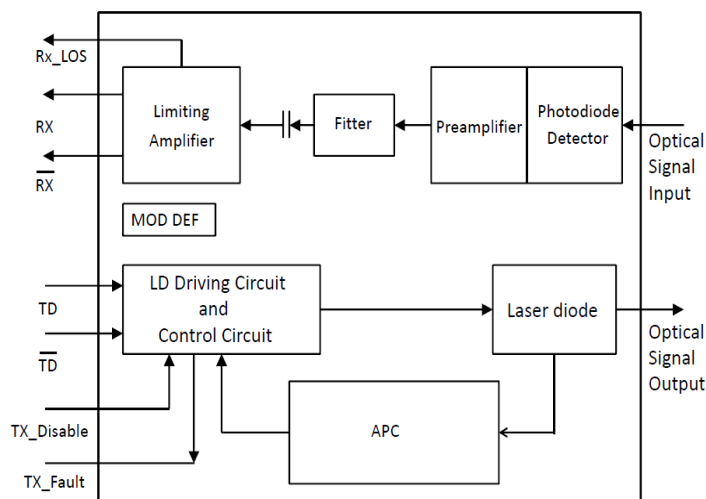 Rx_LOS
RX
RX
Limiting
Amplifier
Fitter
Preamplifier
Photodiode
Detector
Optical
Signal
Input
MOD DEF
TD
TD
LD Driving Circuit
and
Control Circuit
Laser diode
Optical
Signal
Output
TX_Disable
TX_Fault
APC